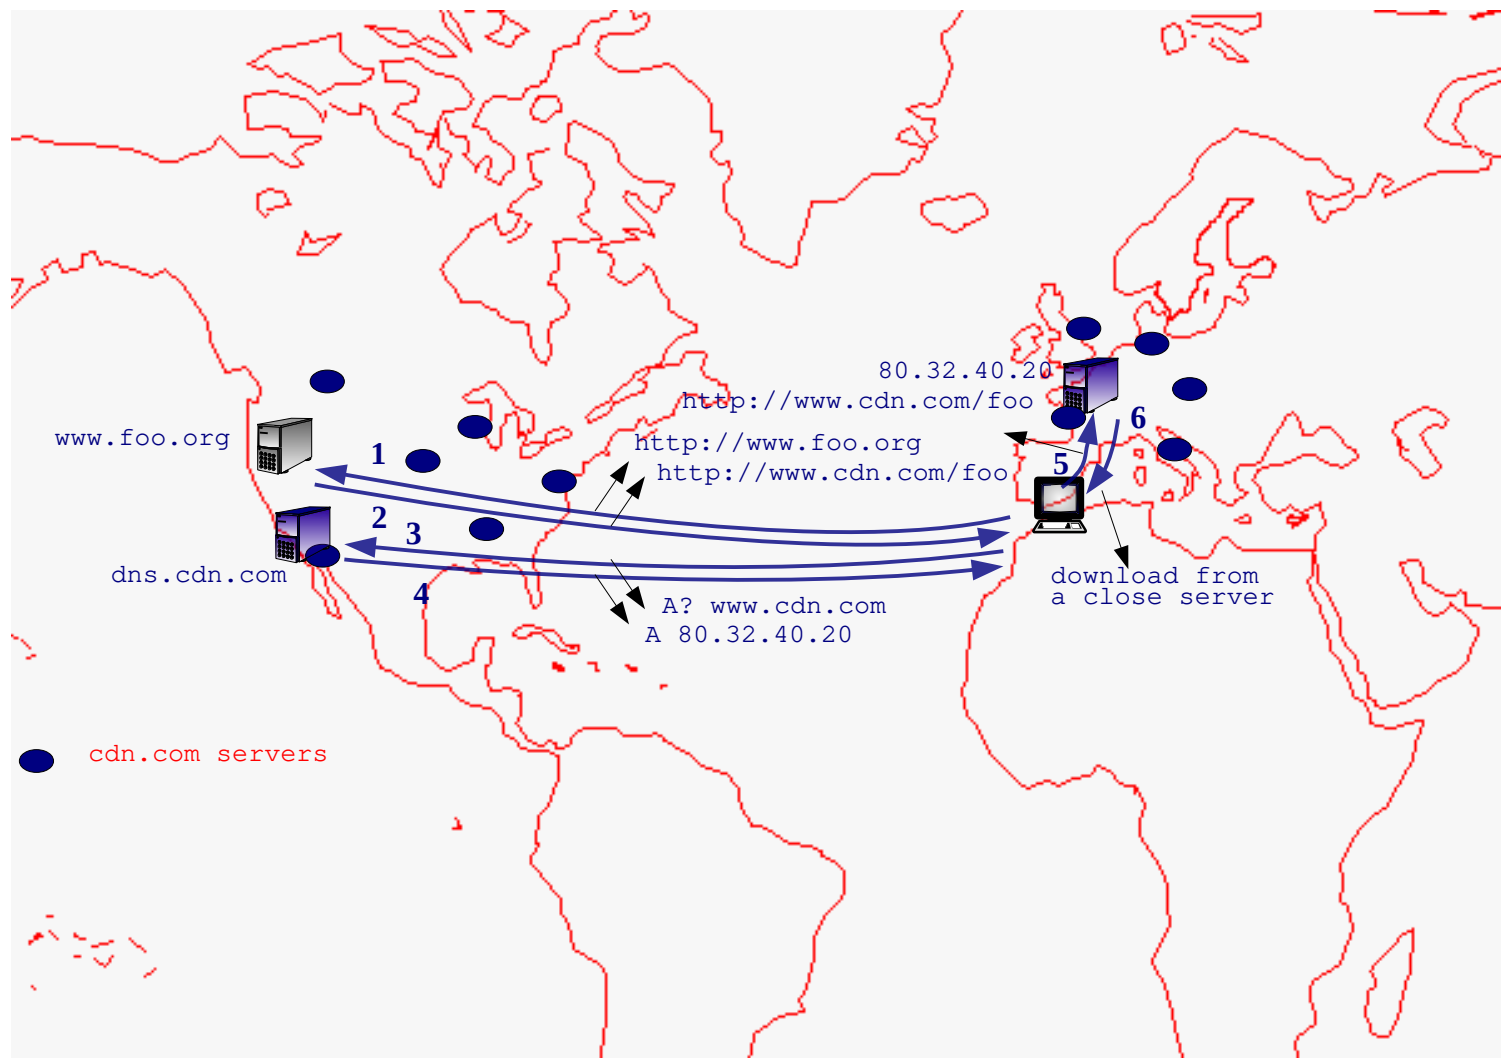 80.32.40.20
http://www.cdn.com/foo
6
www.foo.org
1
http://www.foo.org
http://www.cdn.com/foo
5
2
3
dns.cdn.com
4
download from
a close server
A? www.cdn.com
A 80.32.40.20
cdn.com servers